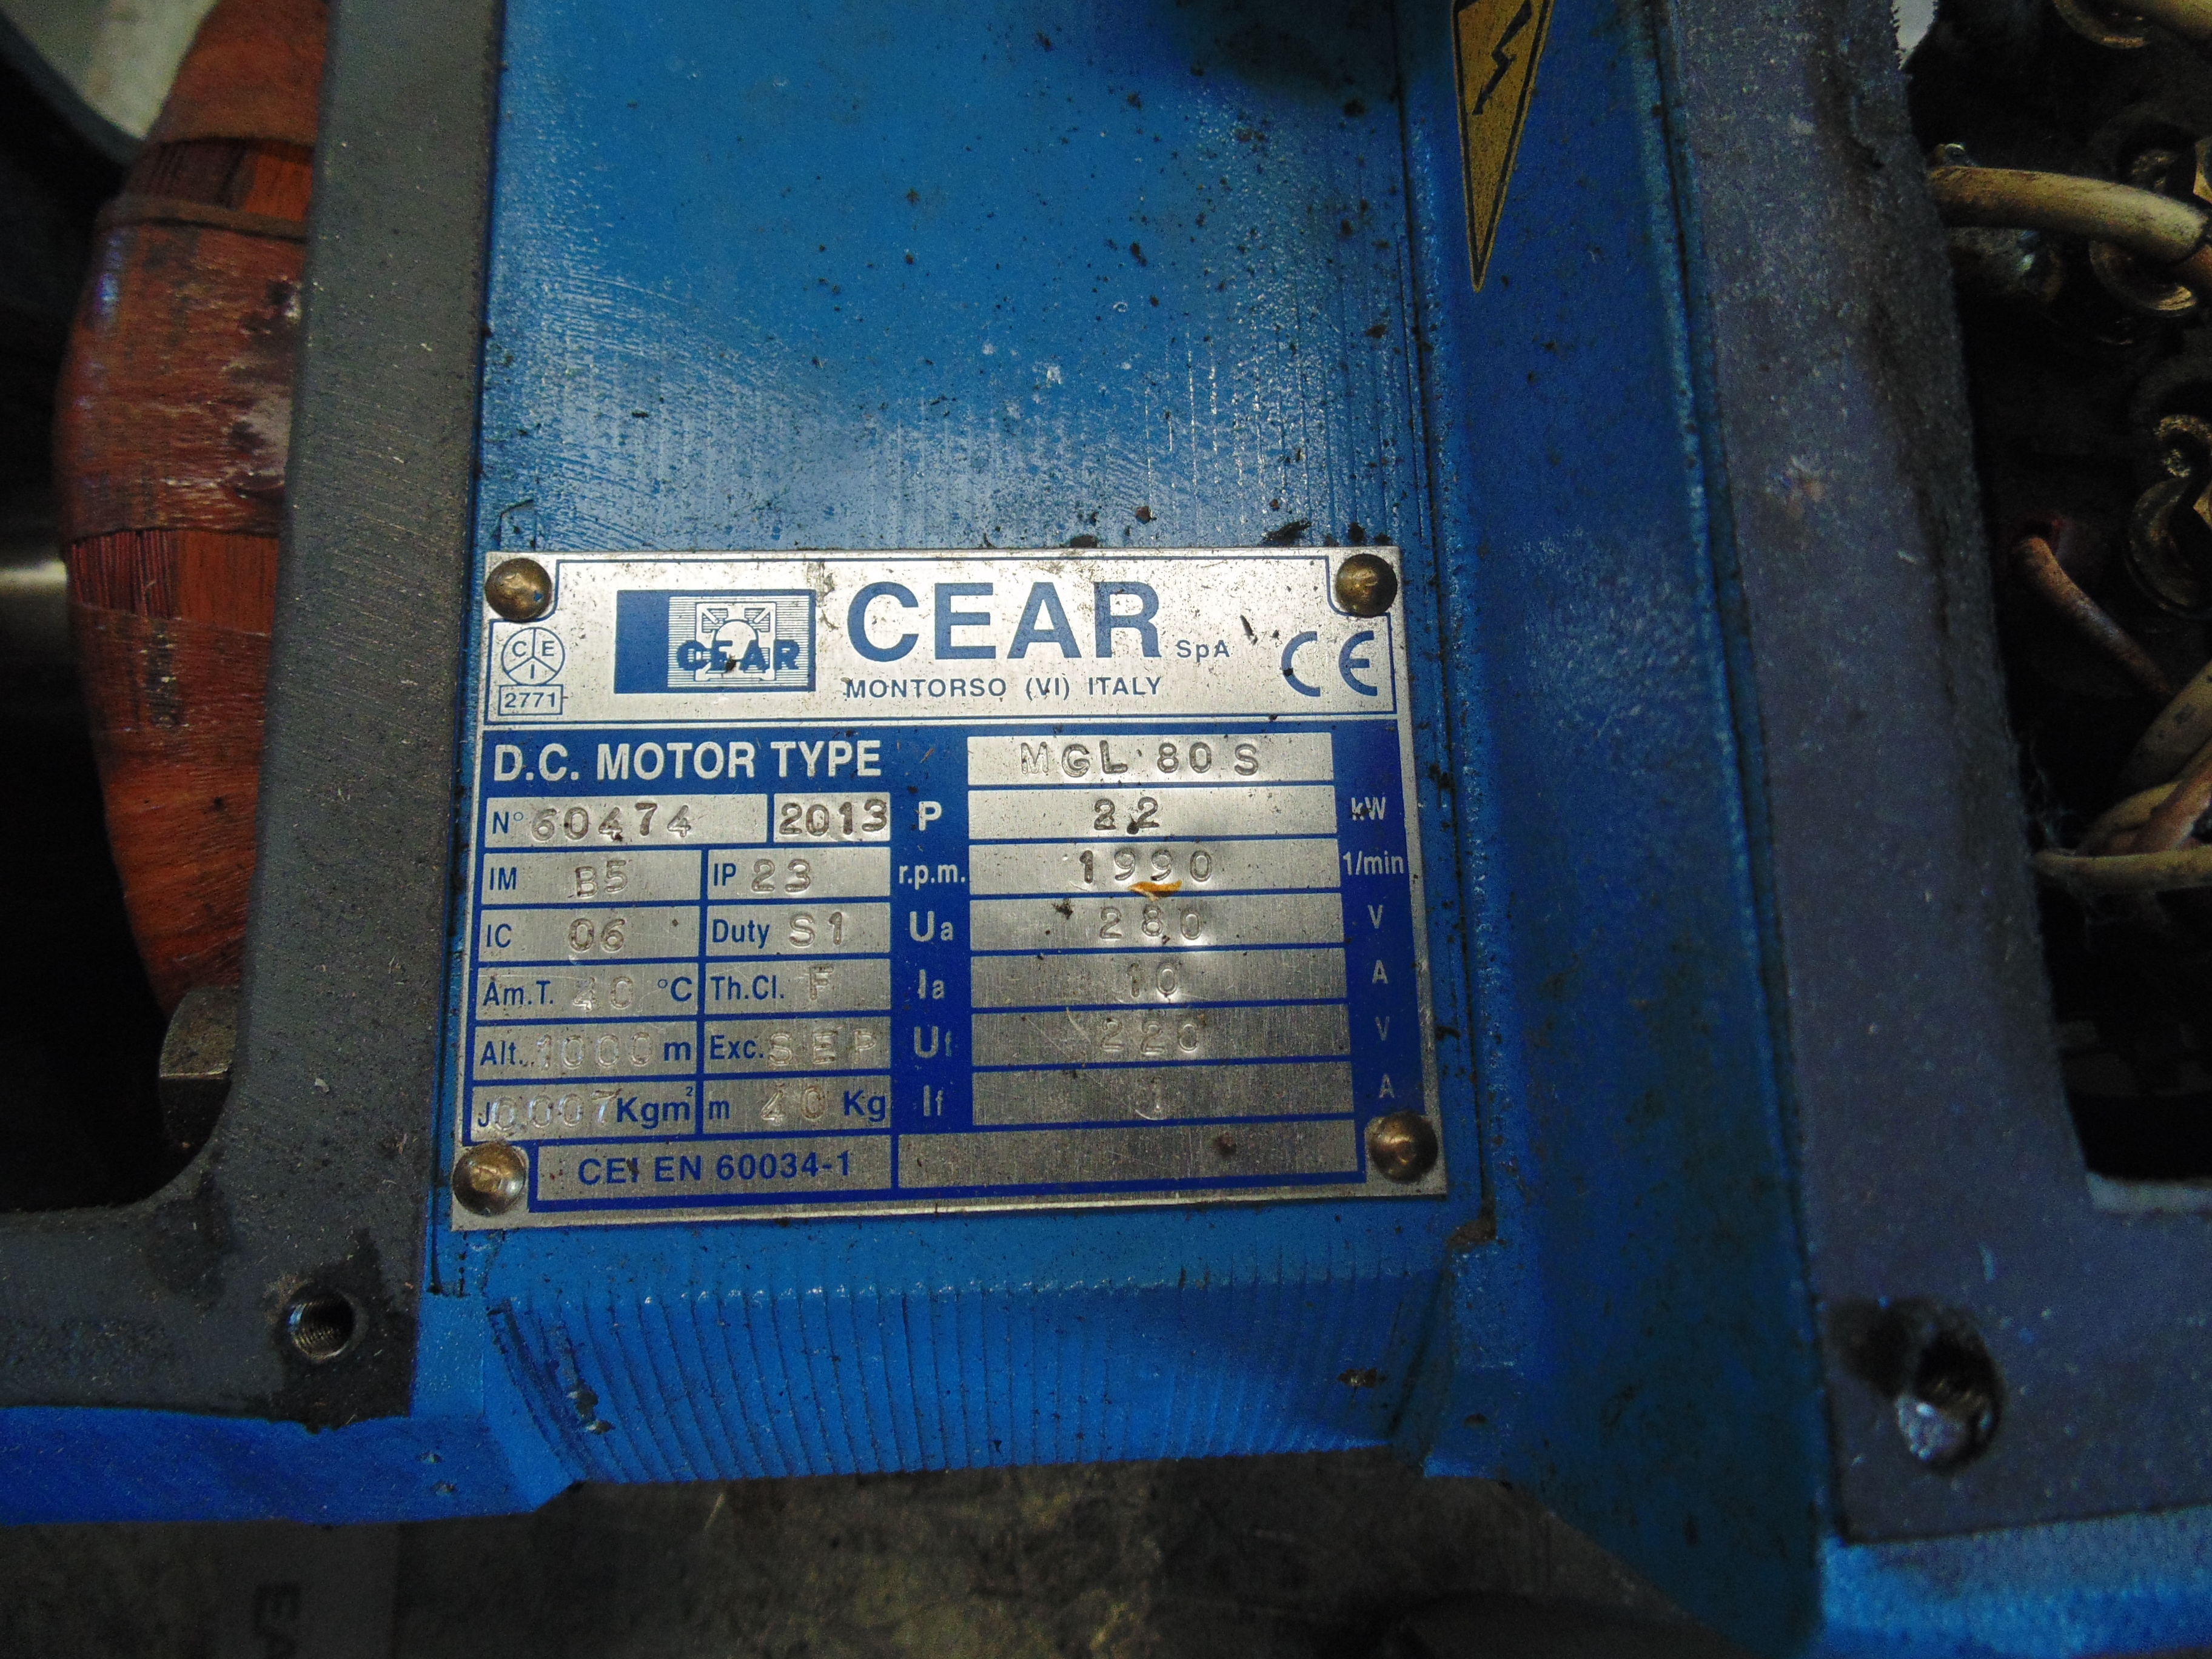 CEAR
CEAR SpA
MONTORSO (VI) ITALY
CEI
2771
CE
D.C. MOTOR TYPE MGL 80 S
N° 60474 2013 P 2.2 kW
IM B5 IP 23 r.p.m. 1990 1/min
IC 06 Duty S1 Ua 280 V
Am.T. 40 °C Th.Cl. F Ia 10 A
Alt. 1000 m Exc. SEP Uf 220 V
J 0.007 Kgm² m 40 Kg If 1 A
CEI EN 60034-1